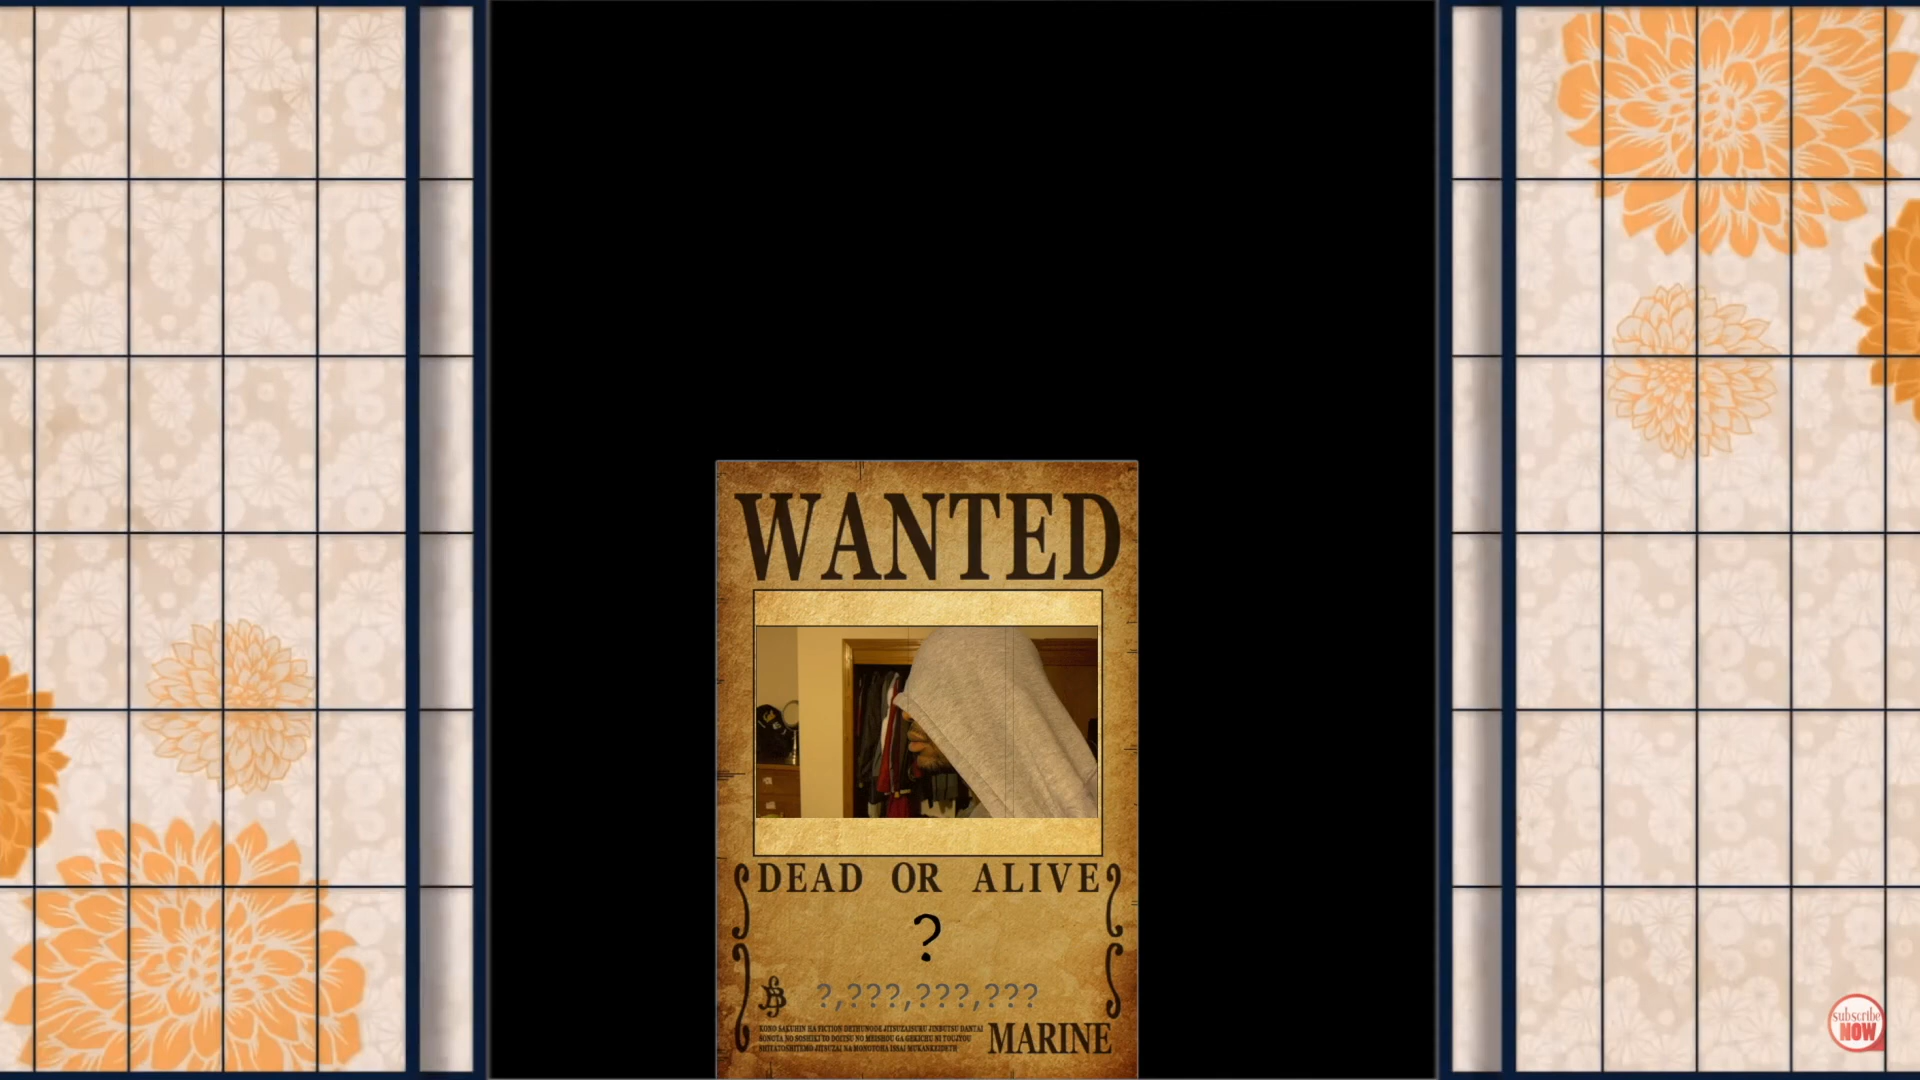 WANTED
DEAD OR ALIVE
?
?,???,???,???
KONO SAKUHIN HA FICTION DETHUNODE JITSUZAISURU JINBUTSU DANTAI
SONOTA NO SOSHIKI TO DOITSU NO MEISHOU GA GEKICHU NI TOUJYOU
SHITATOSHITEMO JITSUZAI NA MONOTOHA ISSAI MUKANKEIDETH
MARINE
subscribe
NOW